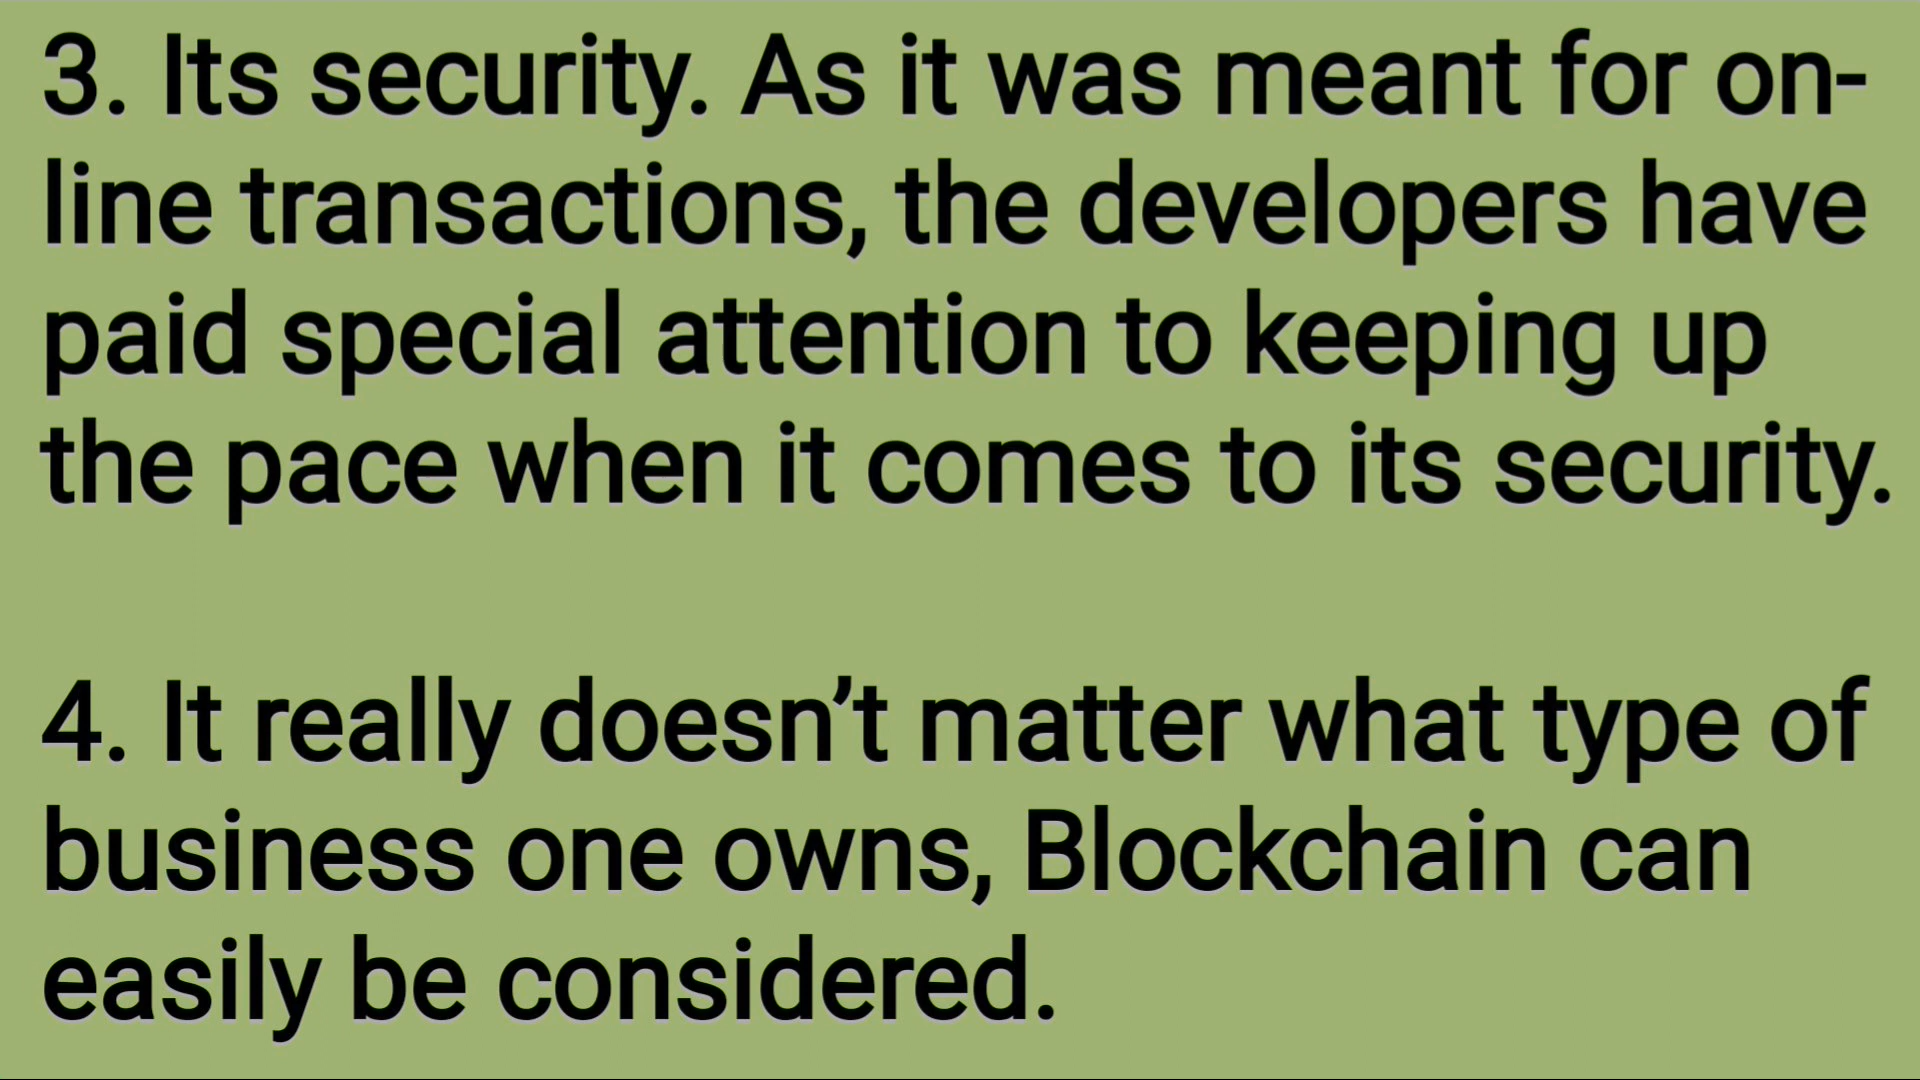 3. Its security. As it was meant for on-
line transactions, the developers have
paid special attention to keeping up
the pace when it comes to its security.
4. It really doesn’t matter what type of
business one owns, Blockchain can
easily be considered.